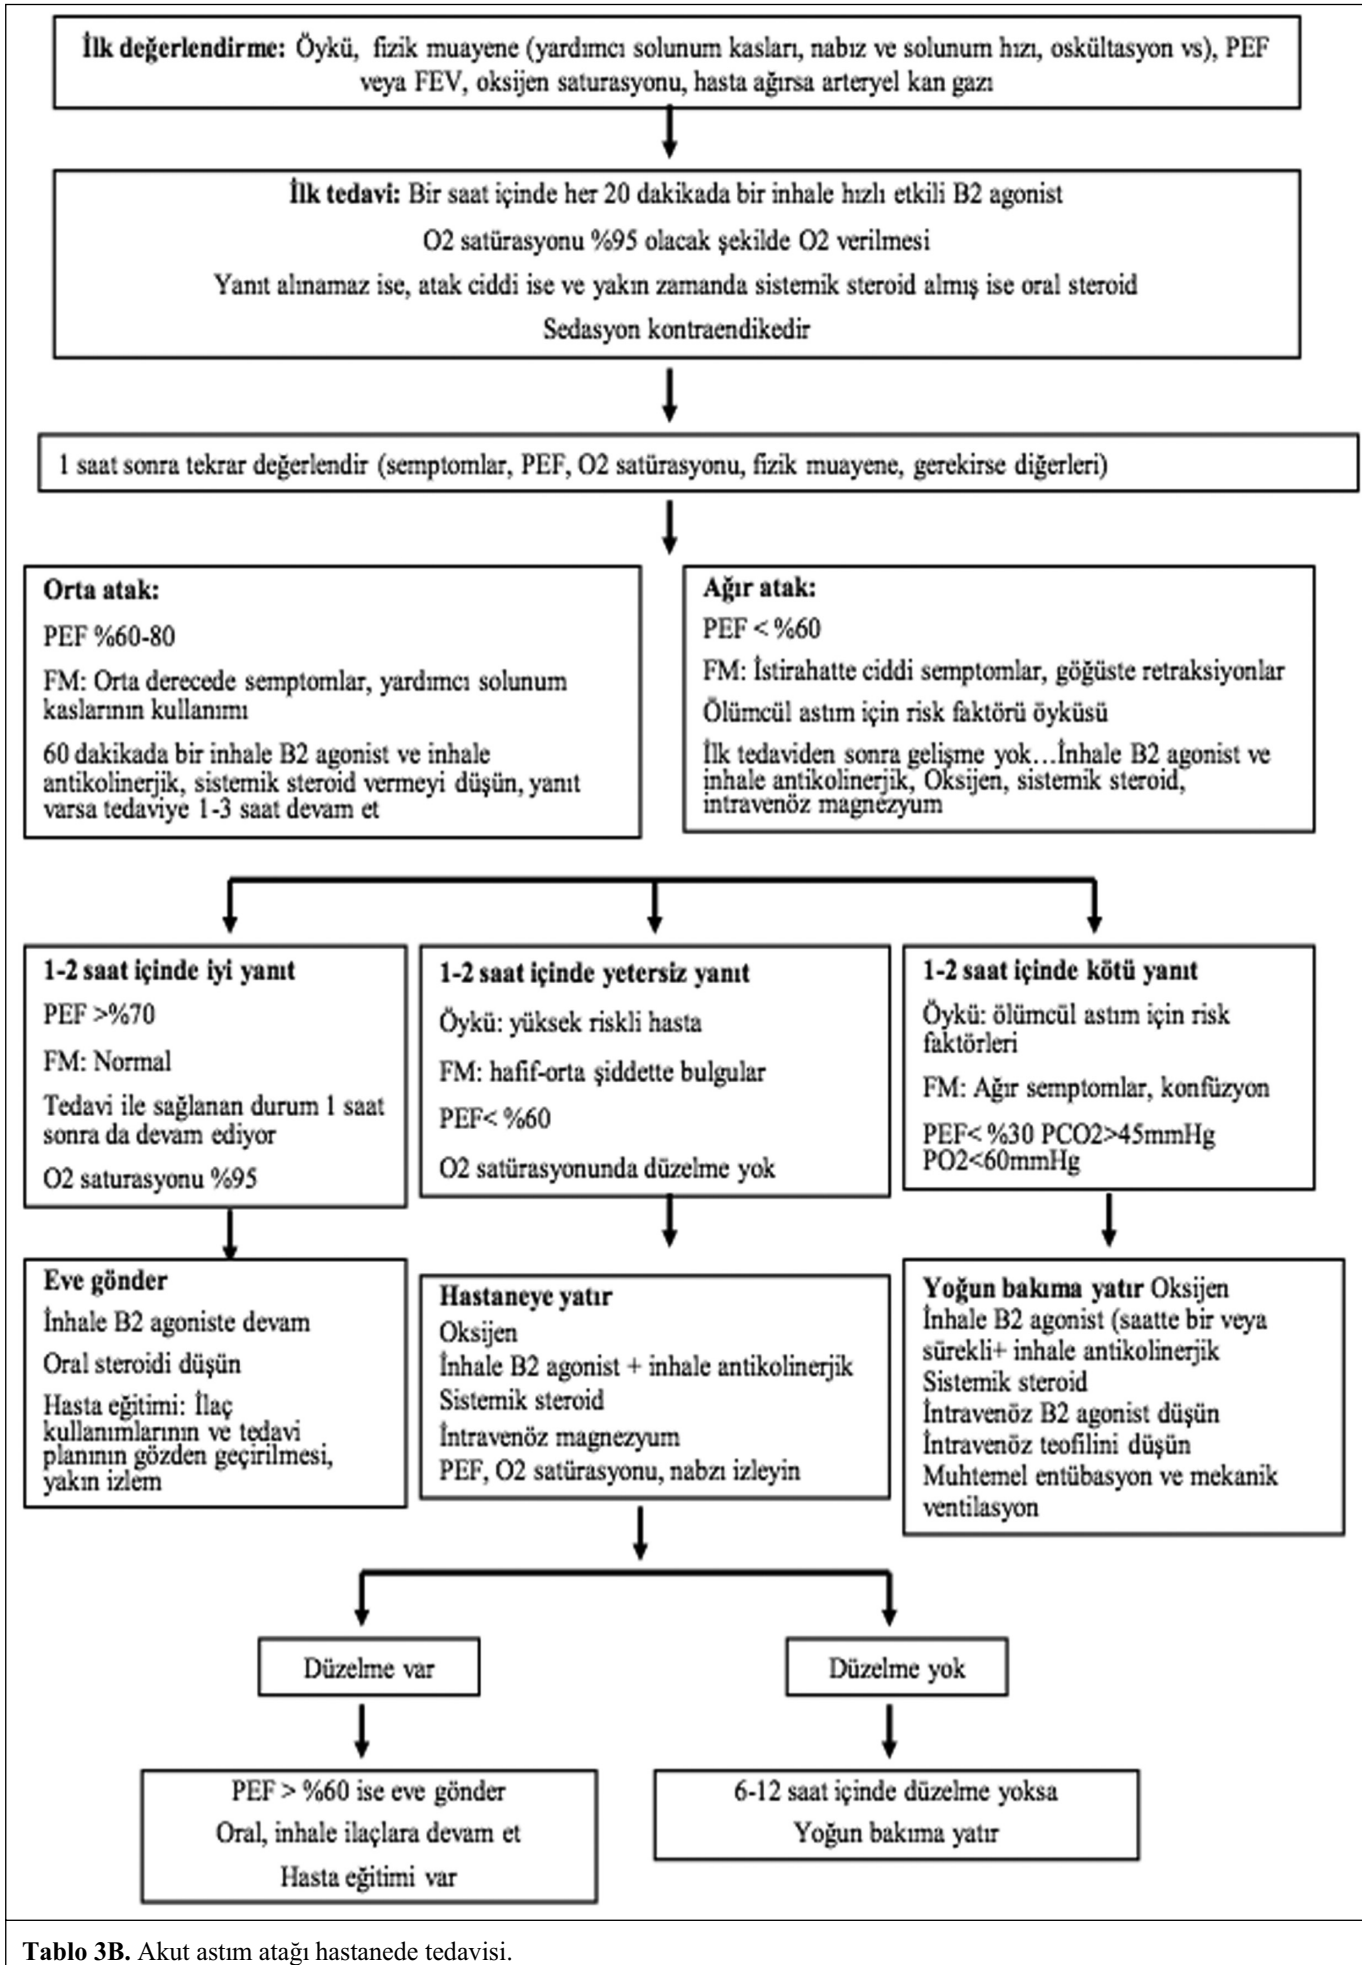 İlk değerlendirme: Öykü, fizik muayene (yardımcı solunum kasları, nabız ve solunum hızı, oskültasyon vs), PEF
veya FEV, oksijen saturasyonu, hasta ağırsa arteryel kan gazı
İlk tedavi: Bir saat içinde her 20 dakikada bir inhale hızlı etkili B2 agonist
O2 satürasyonu %95 olacak şekilde O2 verilmesi
Yanıt alınamaz ise, atak ciddi ise ve yakın zamanda sistemik steroid almış ise oral steroid
Sedasyon kontraendikedir
1 saat sonra tekrar değerlendir (semptomlar, PEF, O2 satürasyonu, fizik muayene, gerekirse diğerleri)
Orta atak:
PEF %60-80
FM: Orta derecede semptomlar, yardımcı solunum
kaslarının kullanımı
60 dakikada bir inhale B2 agonist ve inhale
antikolinerjik, sistemik steroid vermeyi düşün, yanıt
varsa tedaviye 1-3 saat devam et
Ağır atak:
PEF < %60
FM: İstirahatte ciddi semptomlar, göğüste retraksiyonlar
Ölümcül astım için risk faktörü öyküsü
İlk tedaviden sonra gelişme yok...İnhale B2 agonist ve
inhale antikolinerjik, Oksijen, sistemik steroid,
intravenöz magnezyum
1-2 saat içinde iyi yanıt
PEF >%70
FM: Normal
Tedavi ile sağlanan durum 1 saat
sonra da devam ediyor
O2 saturasyonu %95
1-2 saat içinde yetersiz yanıt
Öykü: yüksek riskli hasta
FM: hafif-orta şiddette bulgular
PEF< %60
O2 satürasyonunda düzelme yok
1-2 saat içinde kötü yanıt
Öykü: ölümcül astım için risk
faktörleri
FM: Ağır semptomlar, konfüzyon
PEF< %30 PCO2>45mmHg
PO2<60mmHg
Eve gönder
İnhale B2 agoniste devam
Oral steroidi düşün
Hasta eğitimi: İlaç
kullanımlarının ve tedavi
planının gözden geçirilmesi,
yakın izlem
Hastaneye yatır
Oksijen
İnhale B2 agonist + inhale antikolinerjik
Sistemik steroid
İntravenöz magnezyum
PEF, O2 satürasyonu, nabzı izleyin
Yoğun bakıma yatır Oksijen
İnhale B2 agonist (saatte bir veya
sürekli+ inhale antikolinerjik
Sistemik steroid
İntravenöz B2 agonist düşün
İntravenöz teofilini düşün
Muhtemel entübasyon ve mekanik
ventilasyon
Düzelme var
Düzelme yok
PEF > %60 ise eve gönder
Oral, inhale ilaçlara devam et
Hasta eğitimi var
6-12 saat içinde düzelme yoksa
Yoğun bakıma yatır
Tablo 3B. Akut astım atağı hastanede tedavisi.